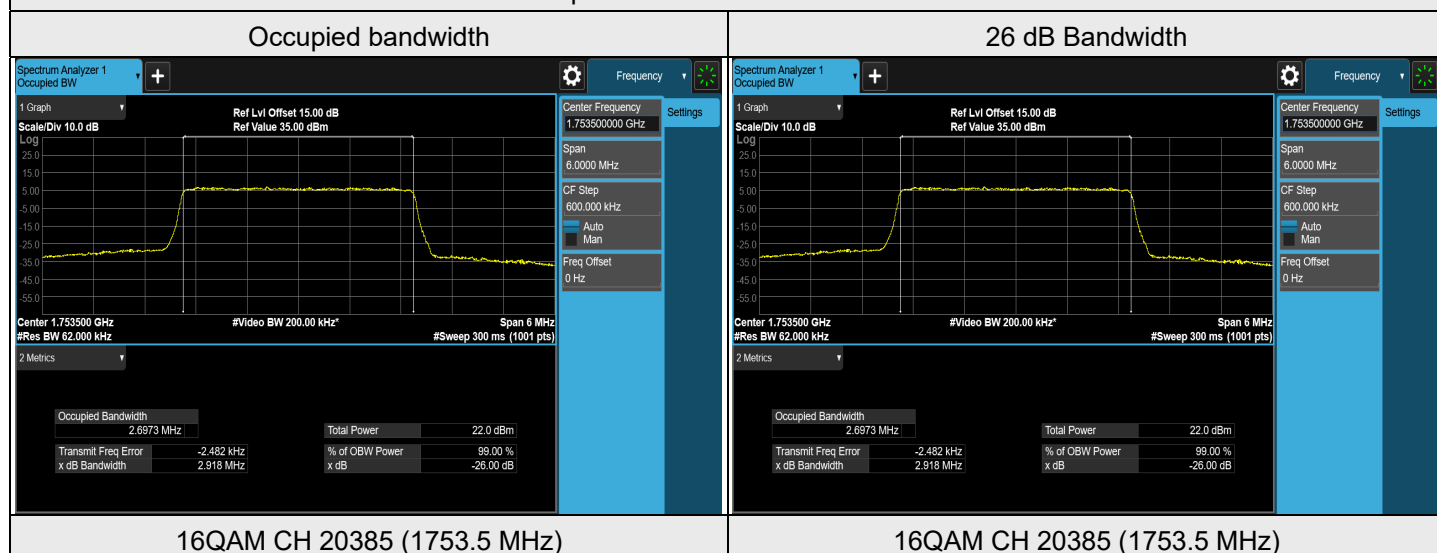 Occupied bandwidth
26 dB Bandwidth
Spectrum Analyzer 1
Occupied BW
+
Frequency
1 Graph
Scale/Div 10.0 dB
Ref Lvl Offset 15.00 dB
Ref Value 35.00 dBm
Log
25.0
15.0
5.00
-5.00
-15.0
-25.0
-35.0
-45.0
-55.0
Center 1.753500 GHz
#Res BW 62.000 kHz
#Video BW 200.00 kHz*
Span 6 MHz
#Sweep 300 ms (1001 pts)
Center Frequency
1.753500000 GHz
Settings
Span
6.0000 MHz
CF Step
600.000 kHz
Auto
Man
Freq Offset
0 Hz
2 Metrics
Occupied Bandwidth
2.6973 MHz
Total Power 22.0 dBm
Transmit Freq Error -2.482 kHz
% of OBW Power 99.00 %
x dB Bandwidth 2.918 MHz
x dB -26.00 dB
Spectrum Analyzer 1
Occupied BW
+
Frequency
1 Graph
Scale/Div 10.0 dB
Ref Lvl Offset 15.00 dB
Ref Value 35.00 dBm
Log
25.0
15.0
5.00
-5.00
-15.0
-25.0
-35.0
-45.0
-55.0
Center 1.753500 GHz
#Res BW 62.000 kHz
#Video BW 200.00 kHz*
Span 6 MHz
#Sweep 300 ms (1001 pts)
Center Frequency
1.753500000 GHz
Settings
Span
6.0000 MHz
CF Step
600.000 kHz
Auto
Man
Freq Offset
0 Hz
2 Metrics
Occupied Bandwidth
2.6973 MHz
Total Power 22.0 dBm
Transmit Freq Error -2.482 kHz
% of OBW Power 99.00 %
x dB Bandwidth 2.918 MHz
x dB -26.00 dB
16QAM CH 20385 (1753.5 MHz)
16QAM CH 20385 (1753.5 MHz)